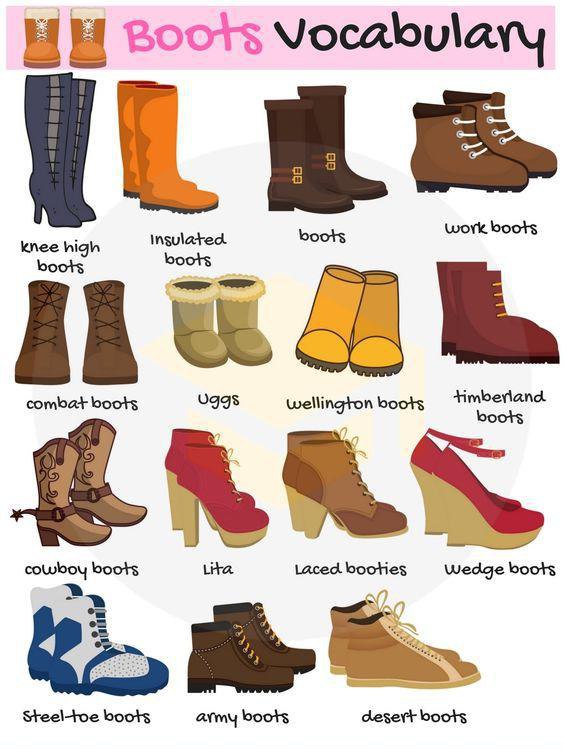 Boots Vocabulary
knee high
boots
Insulated
boots
boots
work boots
combat boots
Uggs
Wellington boots
timberland
boots
cowboy boots
Lita
Laced booties
Wedge boots
Steel-toe boots
army boots
desert boots